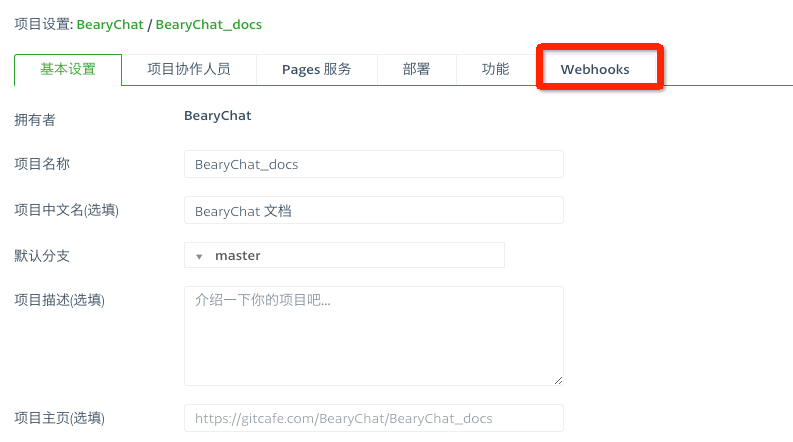 项目设置: BearyChat / BearyChat_docs
基本设置 项目协作人员 Pages 服务 部署 功能 Webhooks
拥有者 BearyChat
项目名称 BearyChat_docs
项目中文名(选填) BearyChat 文档
默认分支 master
项目描述(选填) 介绍一下你的项目吧...
项目主页(选填) https://gitcafe.com/BearyChat/BearyChat_docs